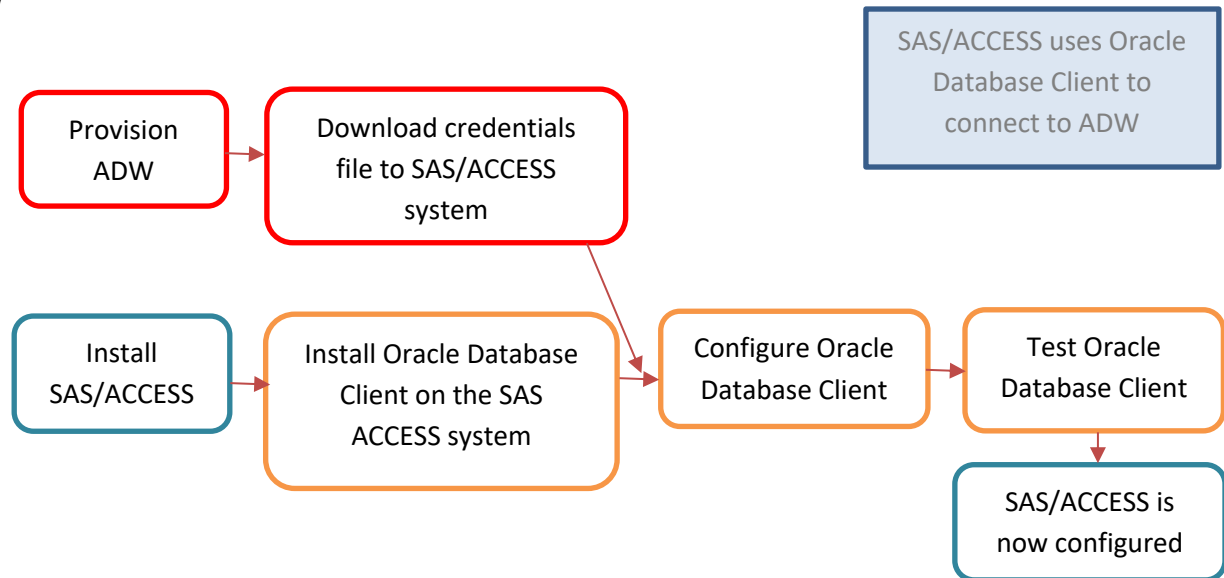 SAS/ACCESS uses Oracle
Database Client to
connect to ADW
Provision
ADW
Download credentials
file to SAS/ACCESS
system
Install
SAS/ACCESS
Install Oracle Database
Client on the SAS
ACCESS system
Configure Oracle
Database Client
Test Oracle
Database Client
SAS/ACCESS is
now configured